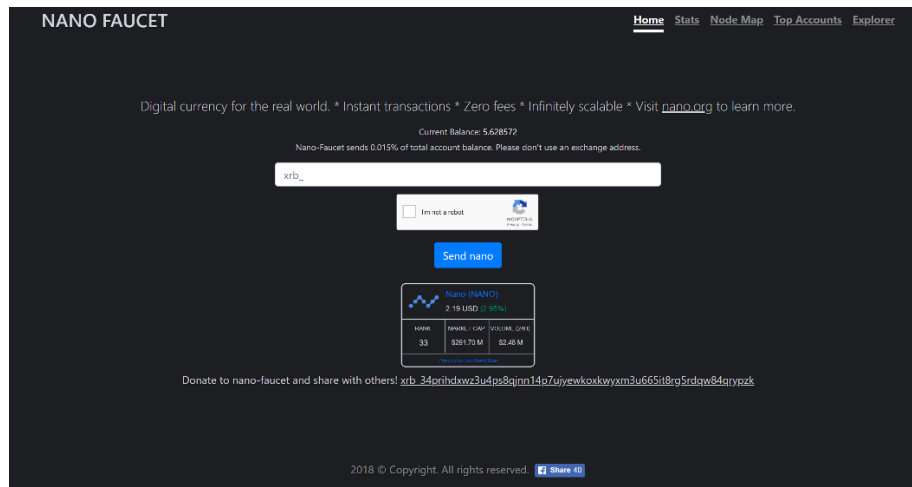 NANO FAUCET
Home Stats Node Map Top Accounts Explorer
Digital currency for the real world. * Instant transactions * Zero fees * Infinitely scalable * Visit nano.org to learn more.
Current Balance: 5.628572
Nano-Faucet sends 0.015% of total account balance. Please don't use an exchange address.
xrb_
I'm not a robot
reCAPTCHA
Privacy - Terms
Send nano
Nano (NANO)
2.19 USD (2.95%)
RANK MARKET CAP VOLUME (24H)
33 $291.70 M $2.48 M
Donate to nano-faucet and share with others! xrb_34prihdxwz3u4ps8qjnn14p7ujyewkoxkwyxm3u665it8rg5rdqw84qrypzk
2018 © Copyright. All rights reserved. Share 40